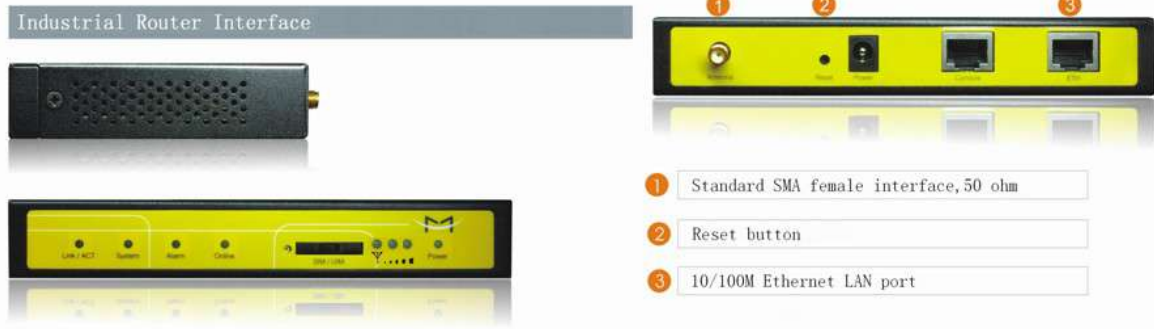 Industrial Router Interface
1 2 3
Antenna Reset Power Console ETH
1 Standard SMA female interface,50 ohm
2 Reset button
3 10/100M Ethernet LAN port
Link / ACT System Alarm Online SIM / UIM Power